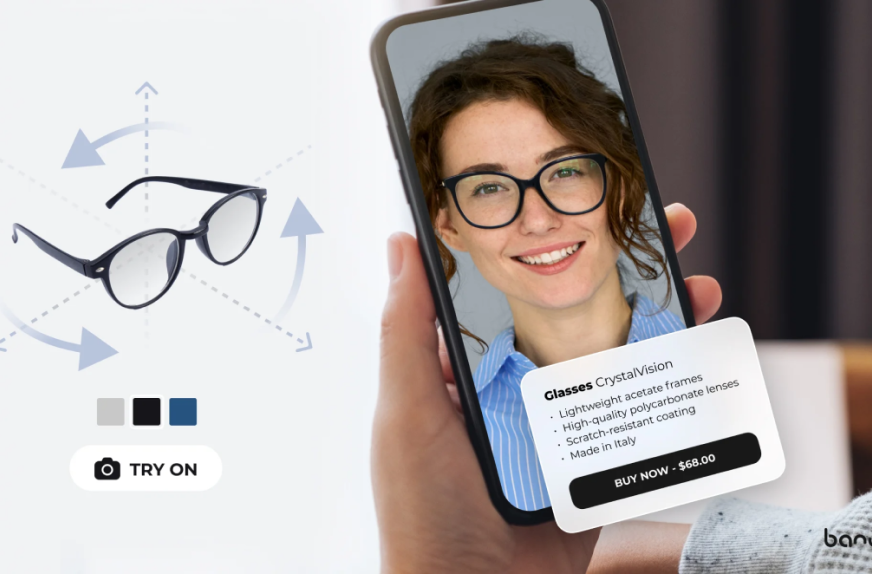 TRY ON
Glasses CrystalVision
· Lightweight acetate frames
· High-quality polycarbonate lenses
· Scratch-resistant coating
· Made in Italy
BUY NOW - $68.00